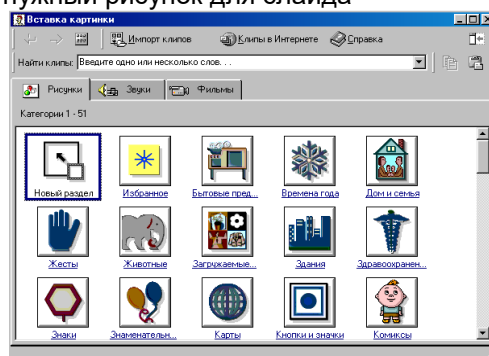 нужный рисунок для слайда
Вставка картинки
Импорт клипов Клипы в Интернете Справка
Найти клипы: Введите одно или несколько слов. . .
Рисунки Звуки Фильмы
Категории 1 - 51
Новый раздел Избранное Бытовые пред... Времена года Дом и семья
Жесты Животные Загружаемые... Здания Здравоохранен...
Знаки Знаменательн... Карты Кнопки и значки Комиксы